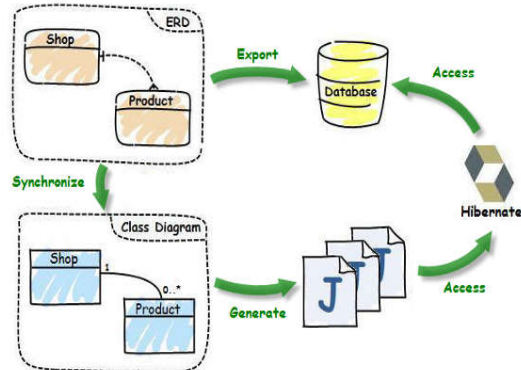 ERD
Shop
Product
Export
Database
Access
Synchronize
Hibernate
Class Diagram
Shop
1
0..*
Product
Generate
J
J
J
Access